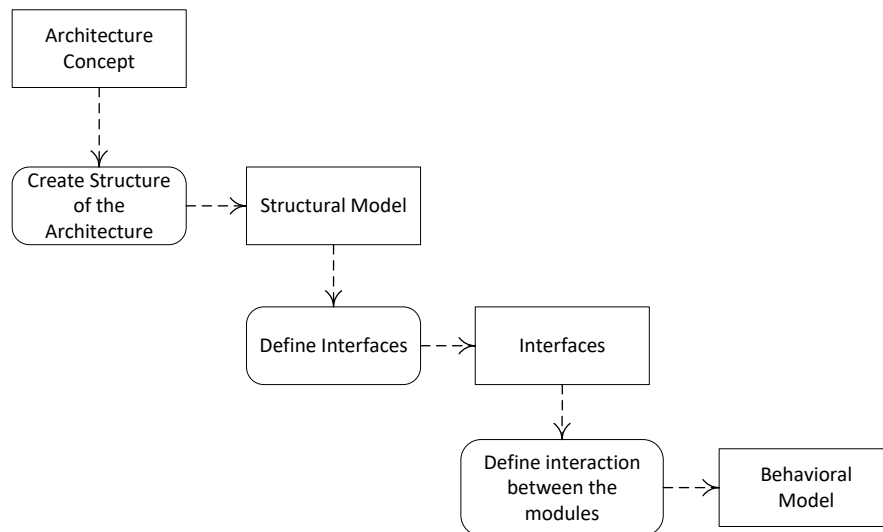 Architecture
Concept
Create Structure
of the
Architecture
Structural Model
Define Interfaces
Interfaces
Define interaction
between the
modules
Behavioral
Model